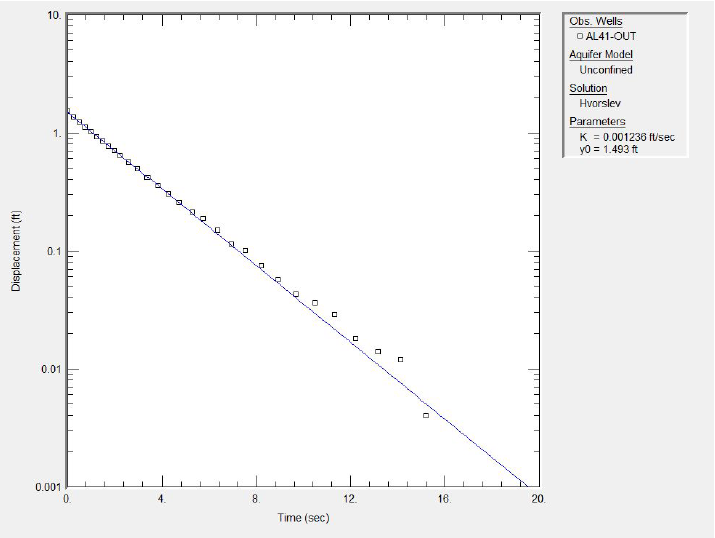 10.
1.
0.1
0.01
0.001
0.
4.
8.
12.
16.
20.
Time (sec)
Displacement (ft)
Obs. Wells
AL41-OUT
Aquifer Model
Unconfined
Solution
Hvorslev
Parameters
K = 0.001236 ft/sec
y0 = 1.493 ft